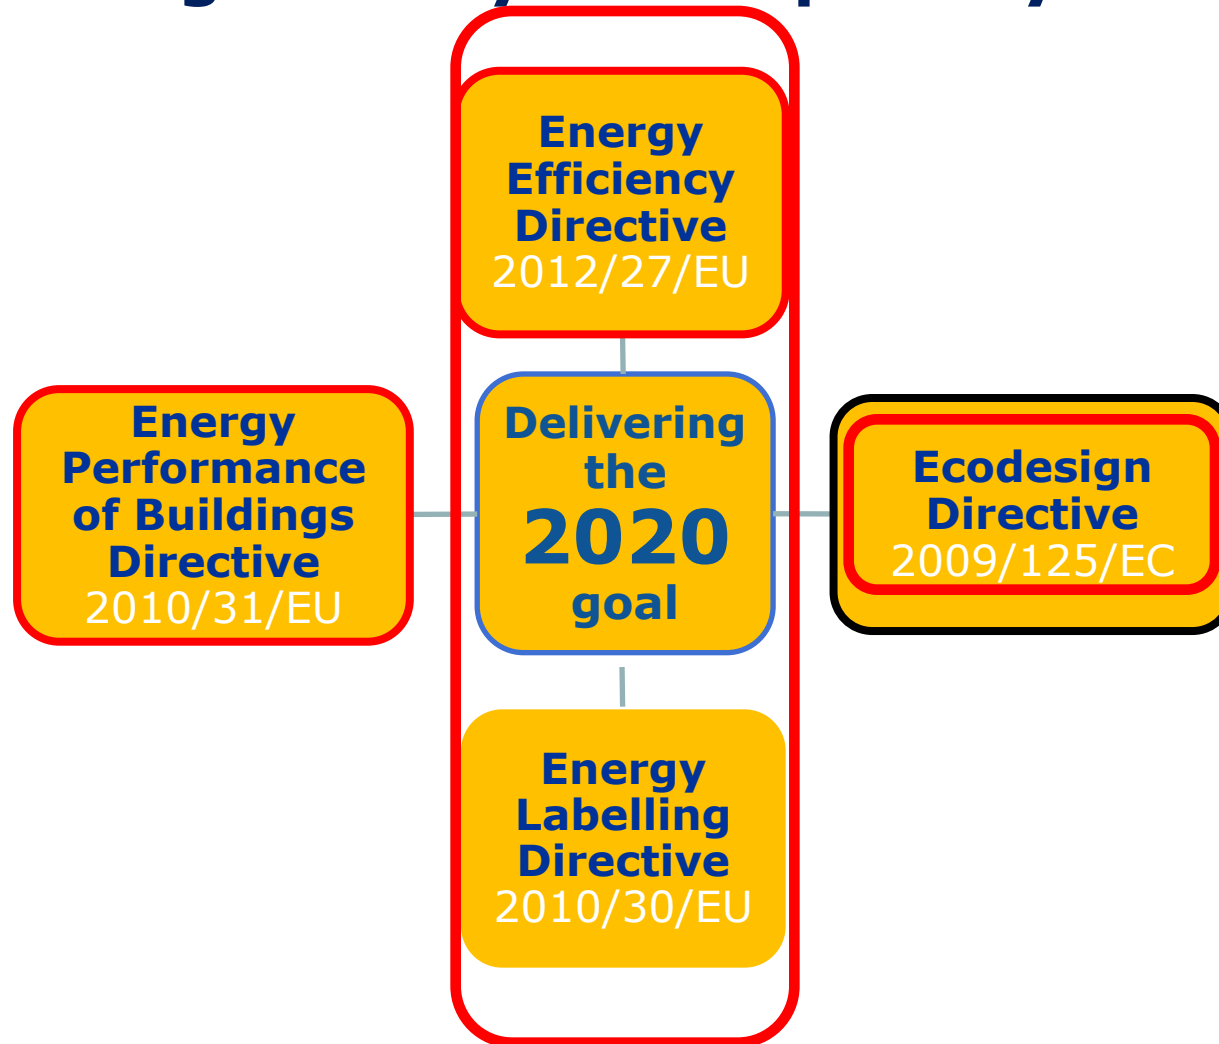 Energy
Efficiency
Directive
2012/27/EU
Energy
Performance
of Buildings
Directive
2010/31/EU
Delivering
the
2020
goal
Ecodesign
Directive
2009/125/EC
Energy
Labelling
Directive
2010/30/EU